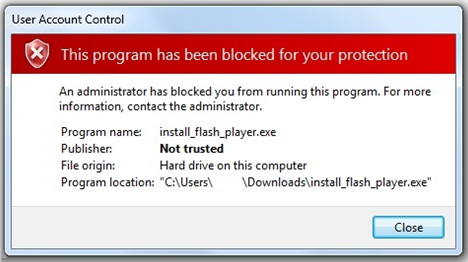 User Account Control
This program has been blocked for your protection
An administrator has blocked you from running this program. For more
information, contact the administrator.
Program name: install_flash_player.exe
Publisher: Not trusted
File origin: Hard drive on this computer
Program location: "C:\Users\ \Downloads\install_flash_player.exe"
Close